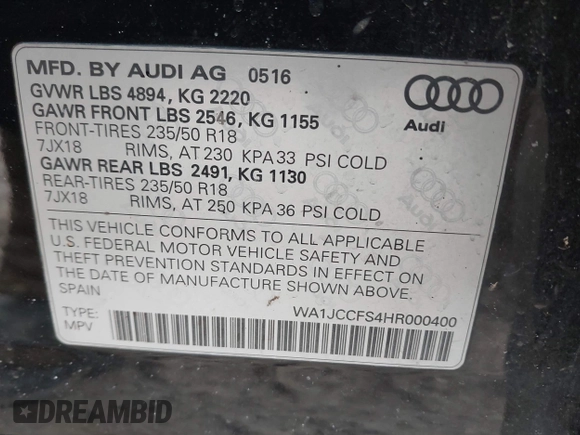 MFD. BY AUDI AG 0516
GVWR LBS 4894, KG 2220
GAWR FRONT LBS 2546, KG 1155
FRONT-TIRES 235/50 R18
7JX18 RIMS, AT 230 KPA 33 PSI COLD
GAWR REAR LBS 2491, KG 1130
REAR-TIRES 235/50 R18
7JX18 RIMS, AT 250 KPA 36 PSI COLD
Audi
THIS VEHICLE CONFORMS TO ALL APPLICABLE
U.S. FEDERAL MOTOR VEHICLE SAFETY AND
THEFT PREVENTION STANDARDS IN EFFECT ON
THE DATE OF MANUFACTURE SHOWN ABOVE.
SPAIN
WA1JCCFS4HR000400
TYPE:
MPV
DREAMBID